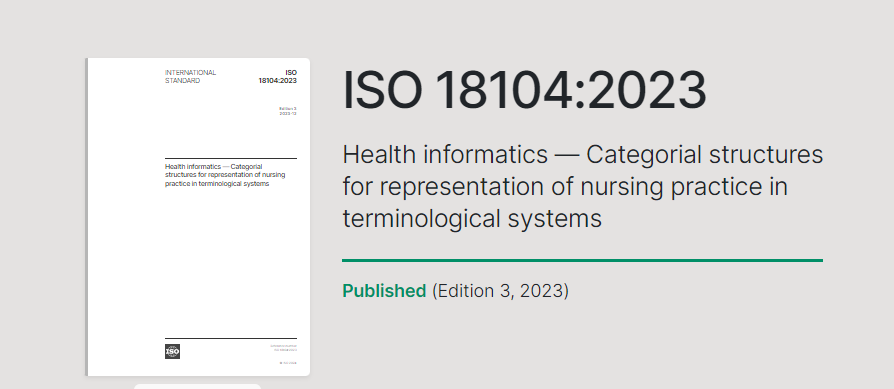 INTERNATIONAL STANDARD
ISO 18104:2023
Edition 3
2023-12
Health informatics — Categorial
structures for representation of nursing
practice in terminological systems
ISO
ISO 18104:2023
Health informatics — Categorial structures
for representation of nursing practice in
terminological systems
Published (Edition 3, 2023)